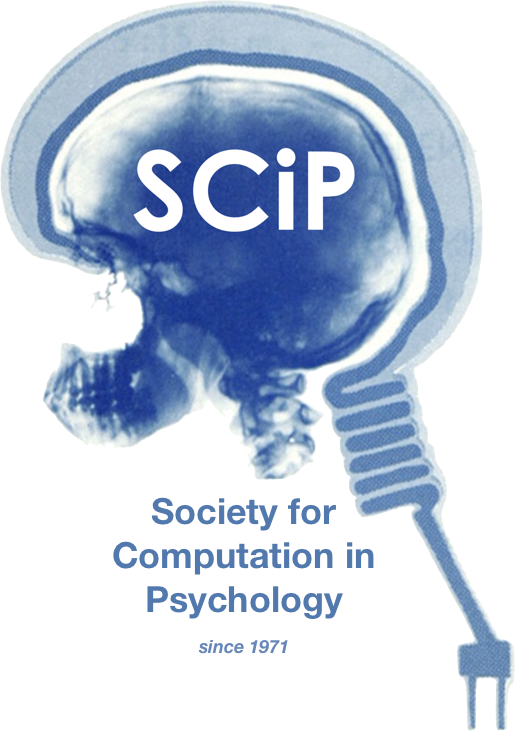 SCiP
Society for
Computation in
Psychology
since 1971